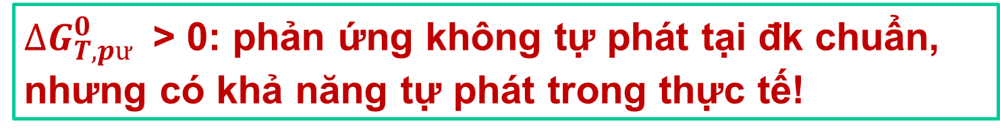 ΔG⁰_T,pư > 0: phản ứng không tự phát tại đk chuẩn,
nhưng có khả năng tự phát trong thực tế!